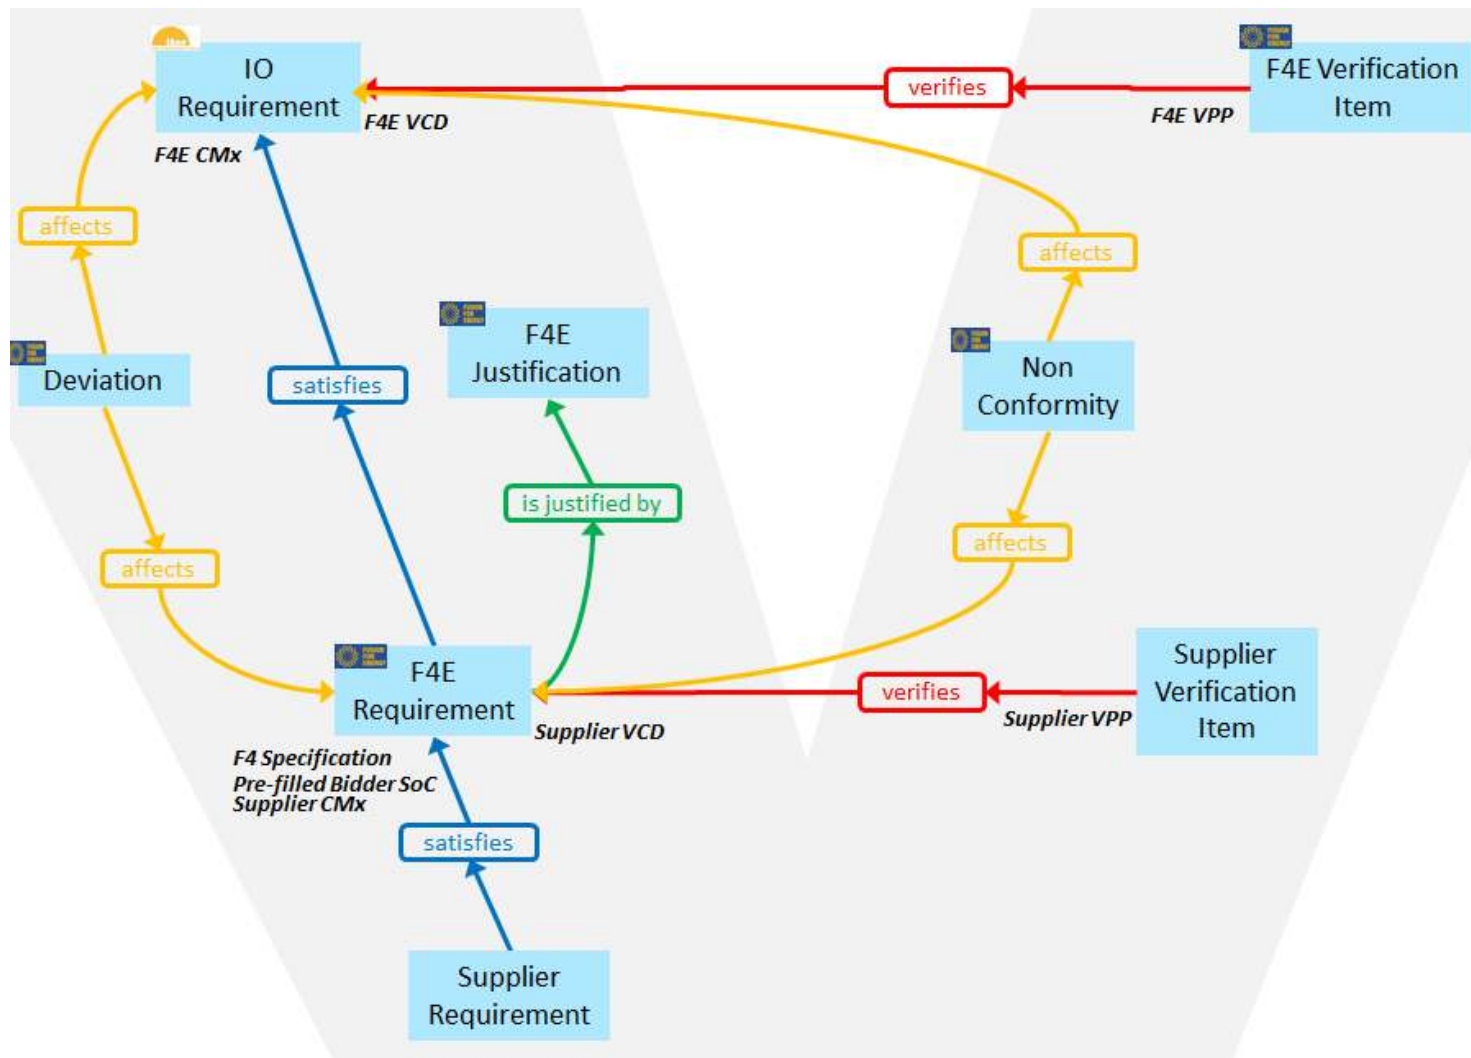 IO
Requirement
F4E Verification
Item
verifies
F4E VCD
F4E VPP
F4E CMx
affects
affects
F4E
Justification
Non
Conformity
Deviation
satisfies
is justified by
affects
affects
F4E
Requirement
Supplier
Verification
Item
verifies
Supplier VCD
Supplier VPP
F4 Specification
Pre-filled Bidder SoC
Supplier CMx
satisfies
Supplier
Requirement